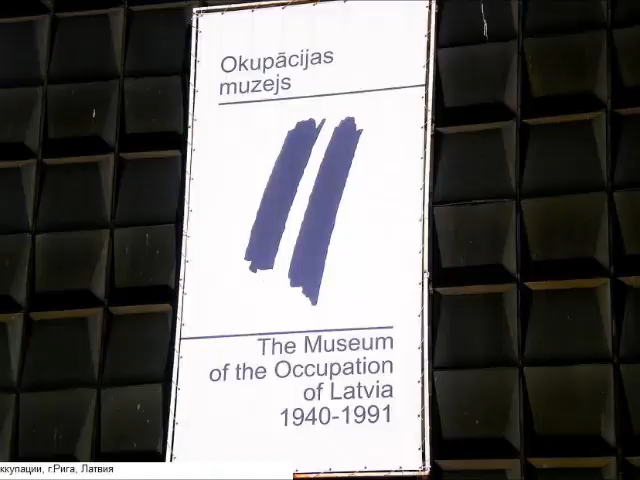 Okupācijas
muzejs
The Museum
of the Occupation
of Latvia
1940-1991
ккупации, г.Рига, Латвия